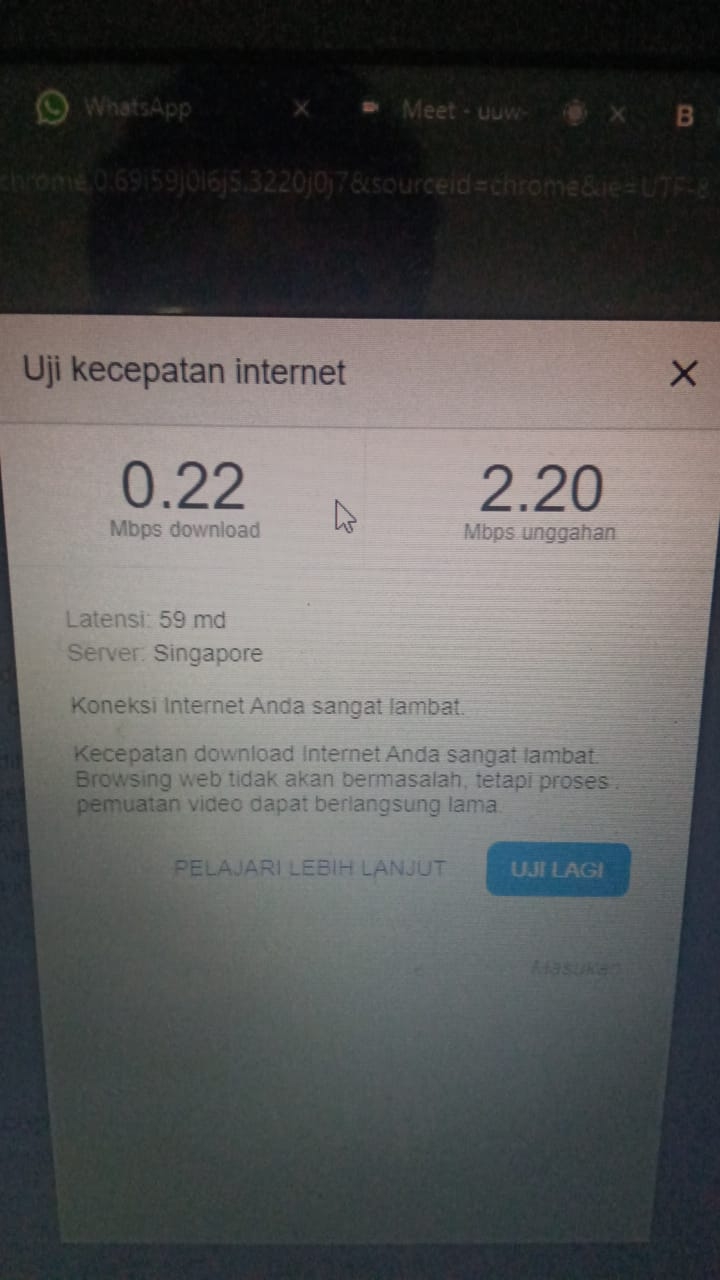 WhatsApp
Meet - uuw-
B
chrome.0.69i59j0l6j5.3220j0j7&sourceid=chrome&ie=UTF-8
Uji kecepatan internet
0.22
Mbps download
2.20
Mbps unggahan
Latensi: 59 md
Server: Singapore
Koneksi Internet Anda sangat lambat.
Kecepatan download Internet Anda sangat lambat.
Browsing web tidak akan bermasalah, tetapi proses
pemuatan video dapat berlangsung lama.
PELAJARI LEBIH LANJUT
UJI LAGI
Masukan